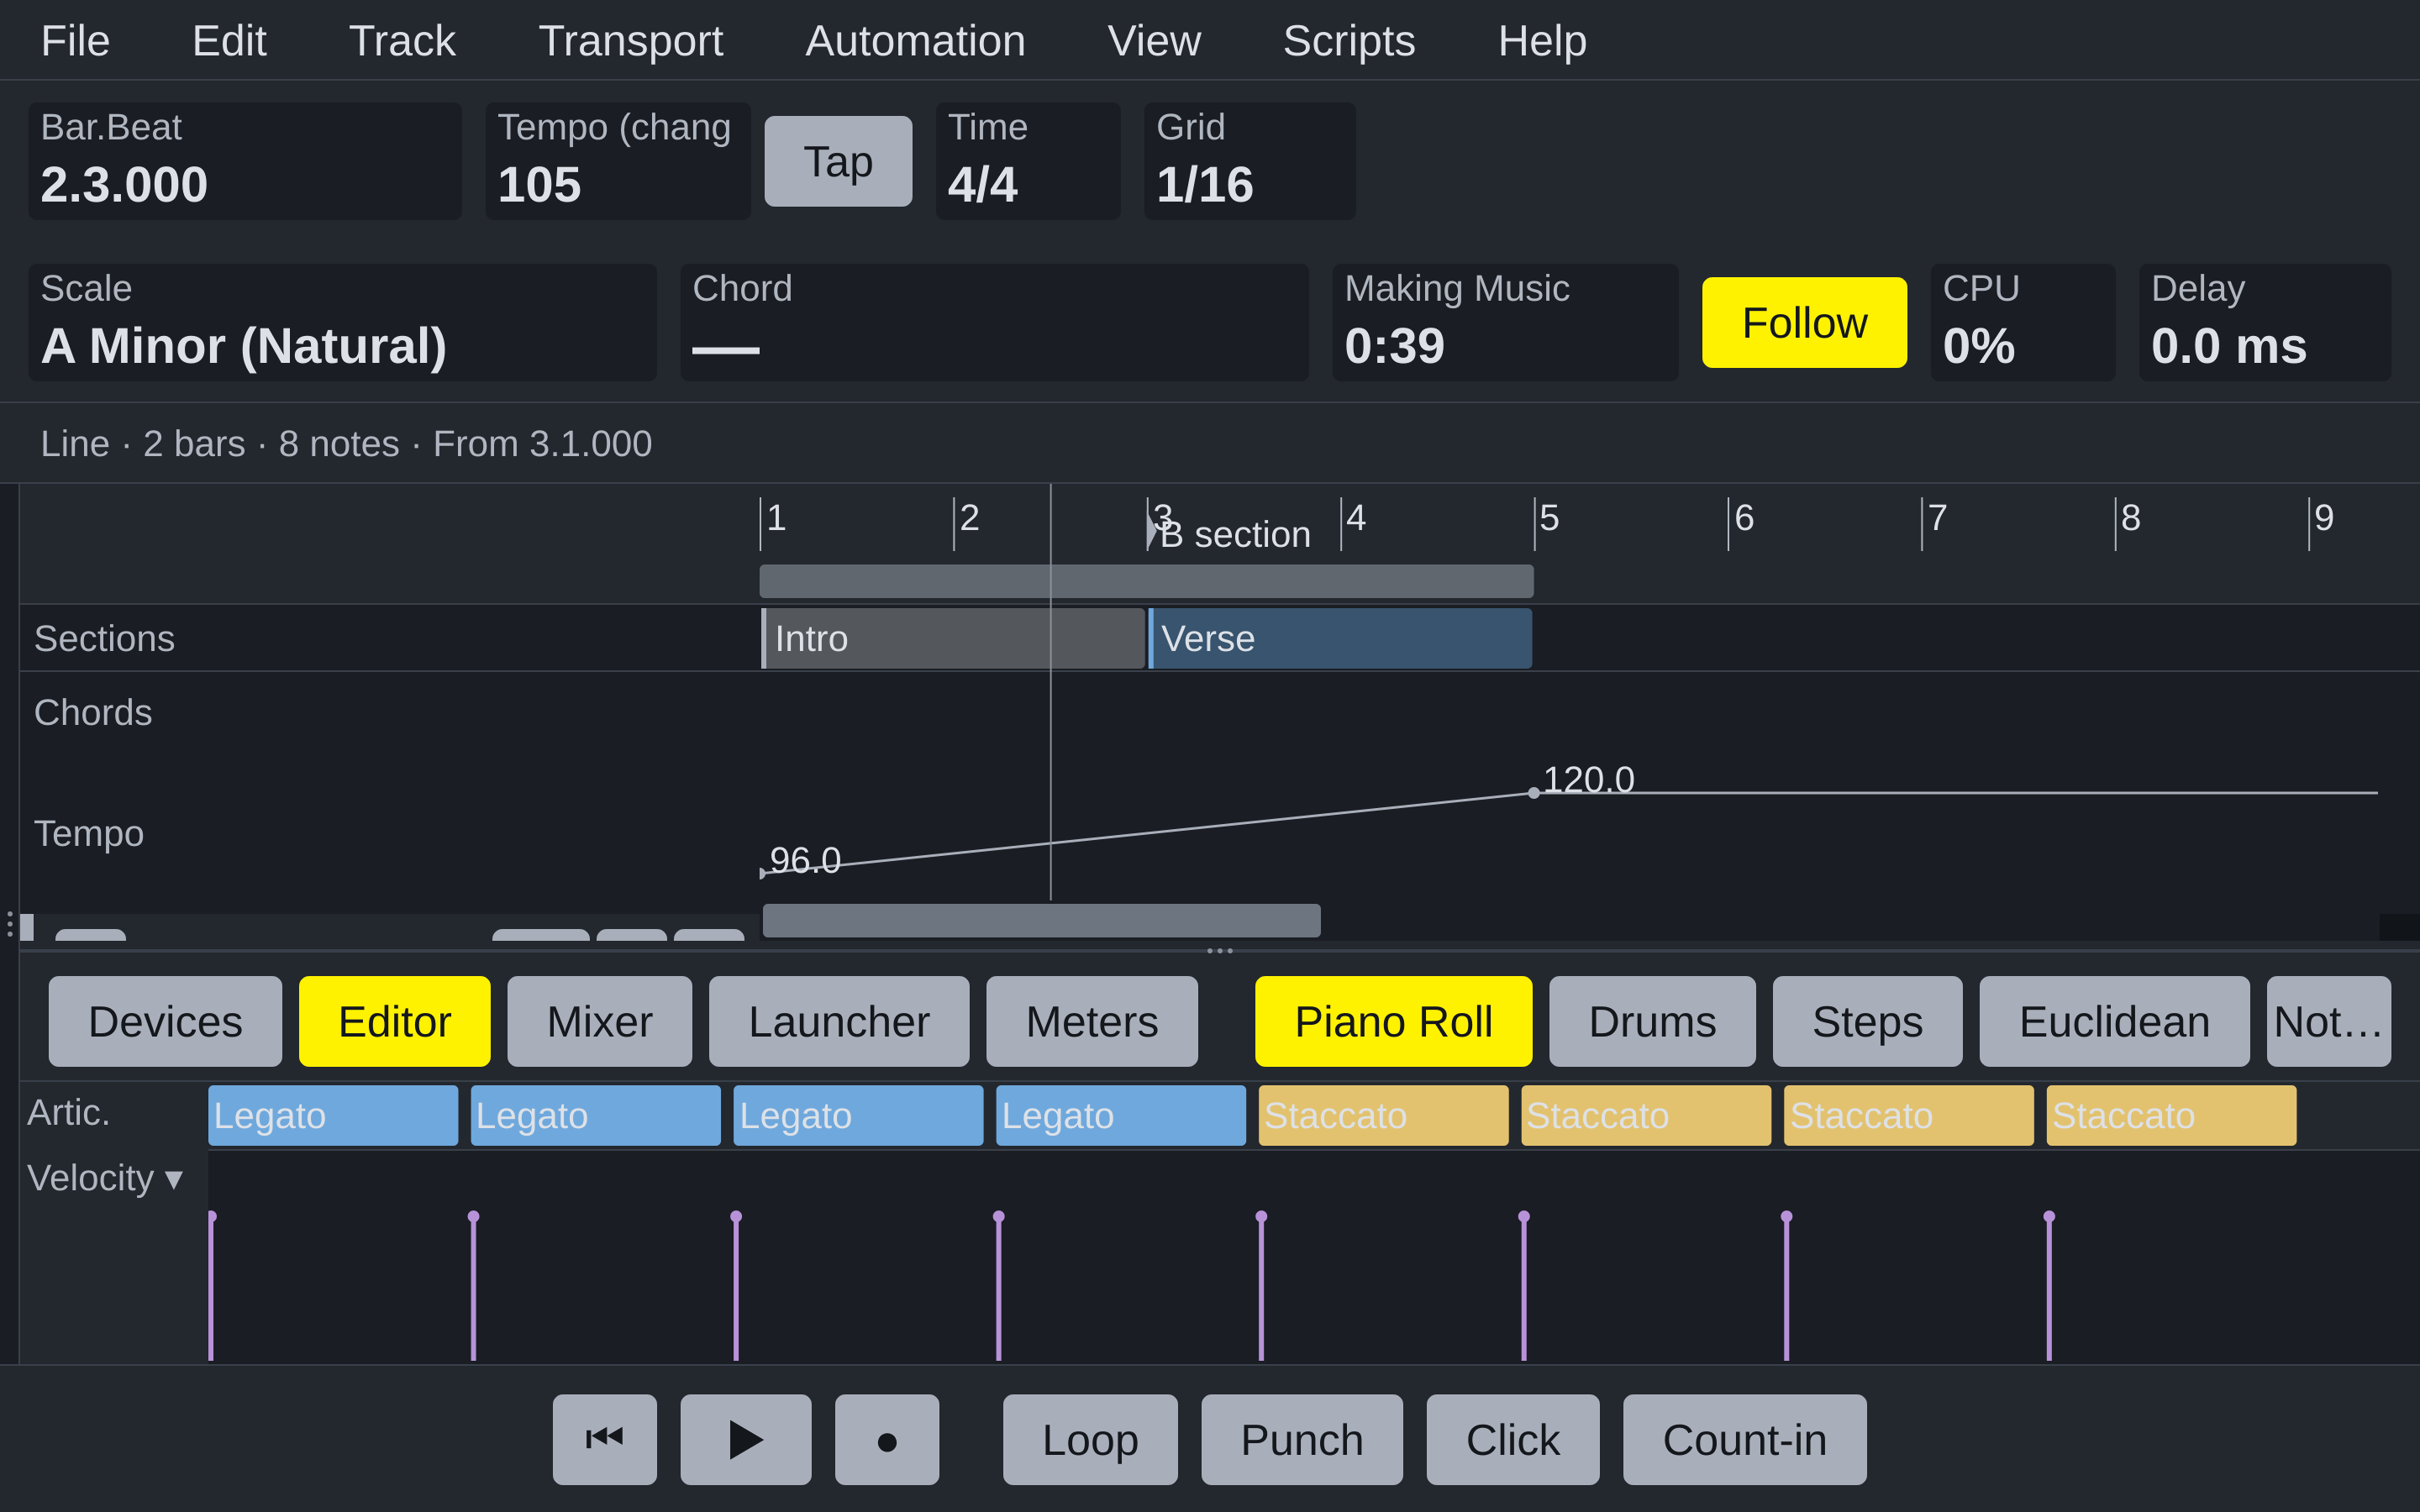 File Edit Track Transport Automation View Scripts Help
Bar.Beat Tempo (chang Time Grid
2.3.000 105 Tap 4/4 1/16
Scale Chord Making Music CPU Delay
A Minor (Natural) — 0:39 Follow 0% 0.0 ms
Line · 2 bars · 8 notes · From 3.1.000
1 2 3 4 5 6 7 8 9
B section
Sections Intro Verse
Chords
120.0
Tempo
96.0
Devices Editor Mixer Launcher Meters Piano Roll Drums Steps Euclidean Not…
Artic. Legato Legato Legato Legato Staccato Staccato Staccato Staccato
Velocity ▾
Loop Punch Click Count-in